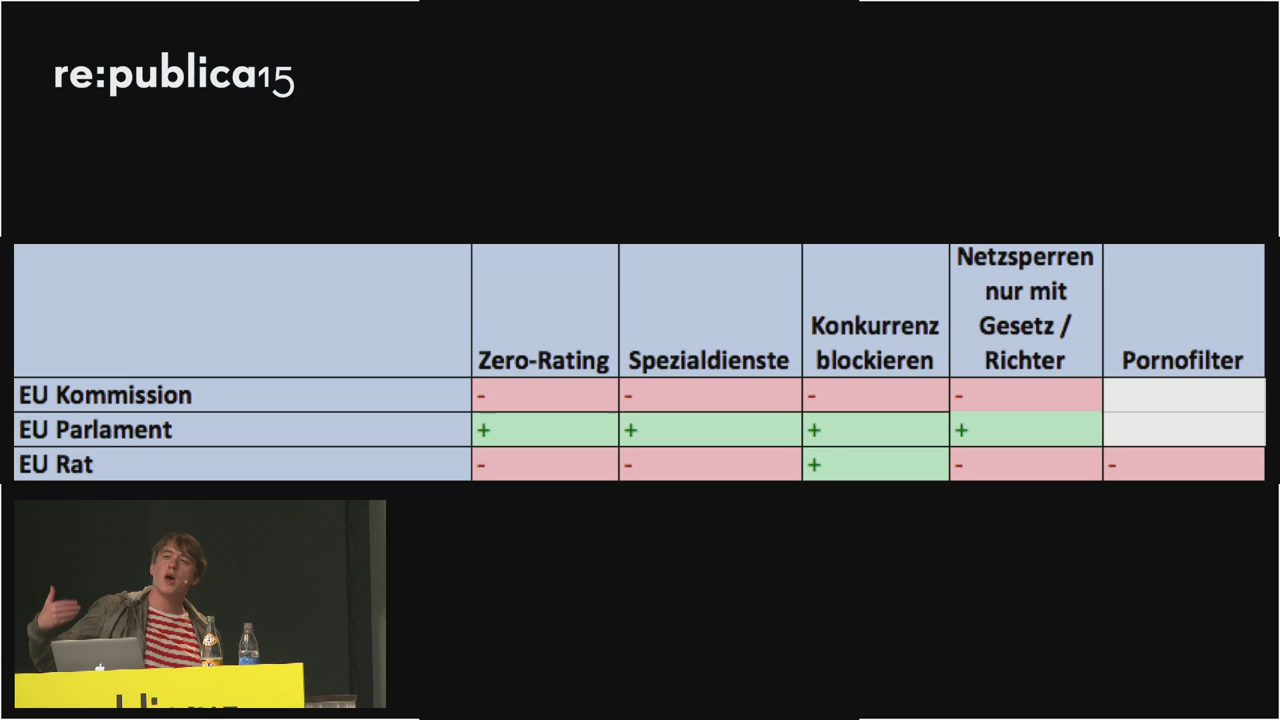 re:publica15
Netzsperren
nur mit
Konkurrenz Gesetz /
Zero-Rating Spezialdienste blockieren Richter Pornofilter
EU Kommission - - - -
EU Parlament + + + +
EU Rat - - + - -